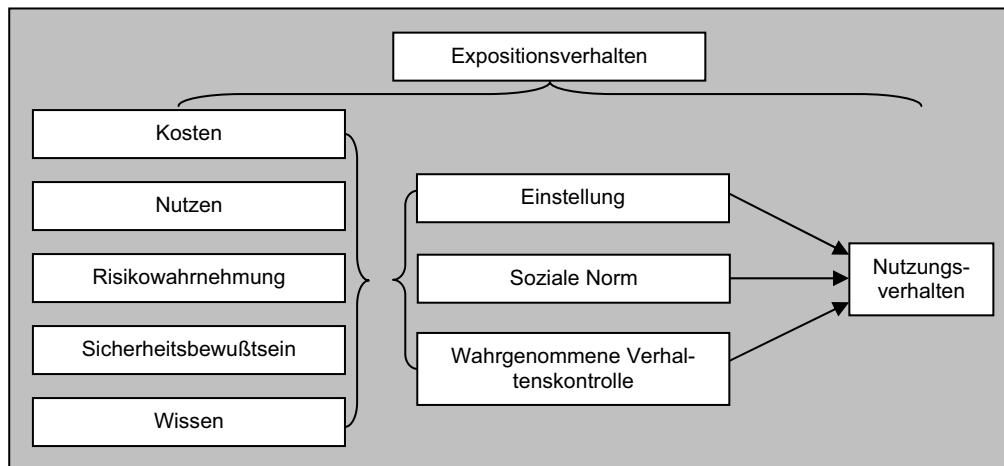 Expositionsverhalten
Kosten
Nutzen
Risikowahrnehmung
Sicherheitsbewußtsein
Wissen
Einstellung
Soziale Norm
Wahrgenommene Verhal-
tenskontrolle
Nutzungs-
verhalten